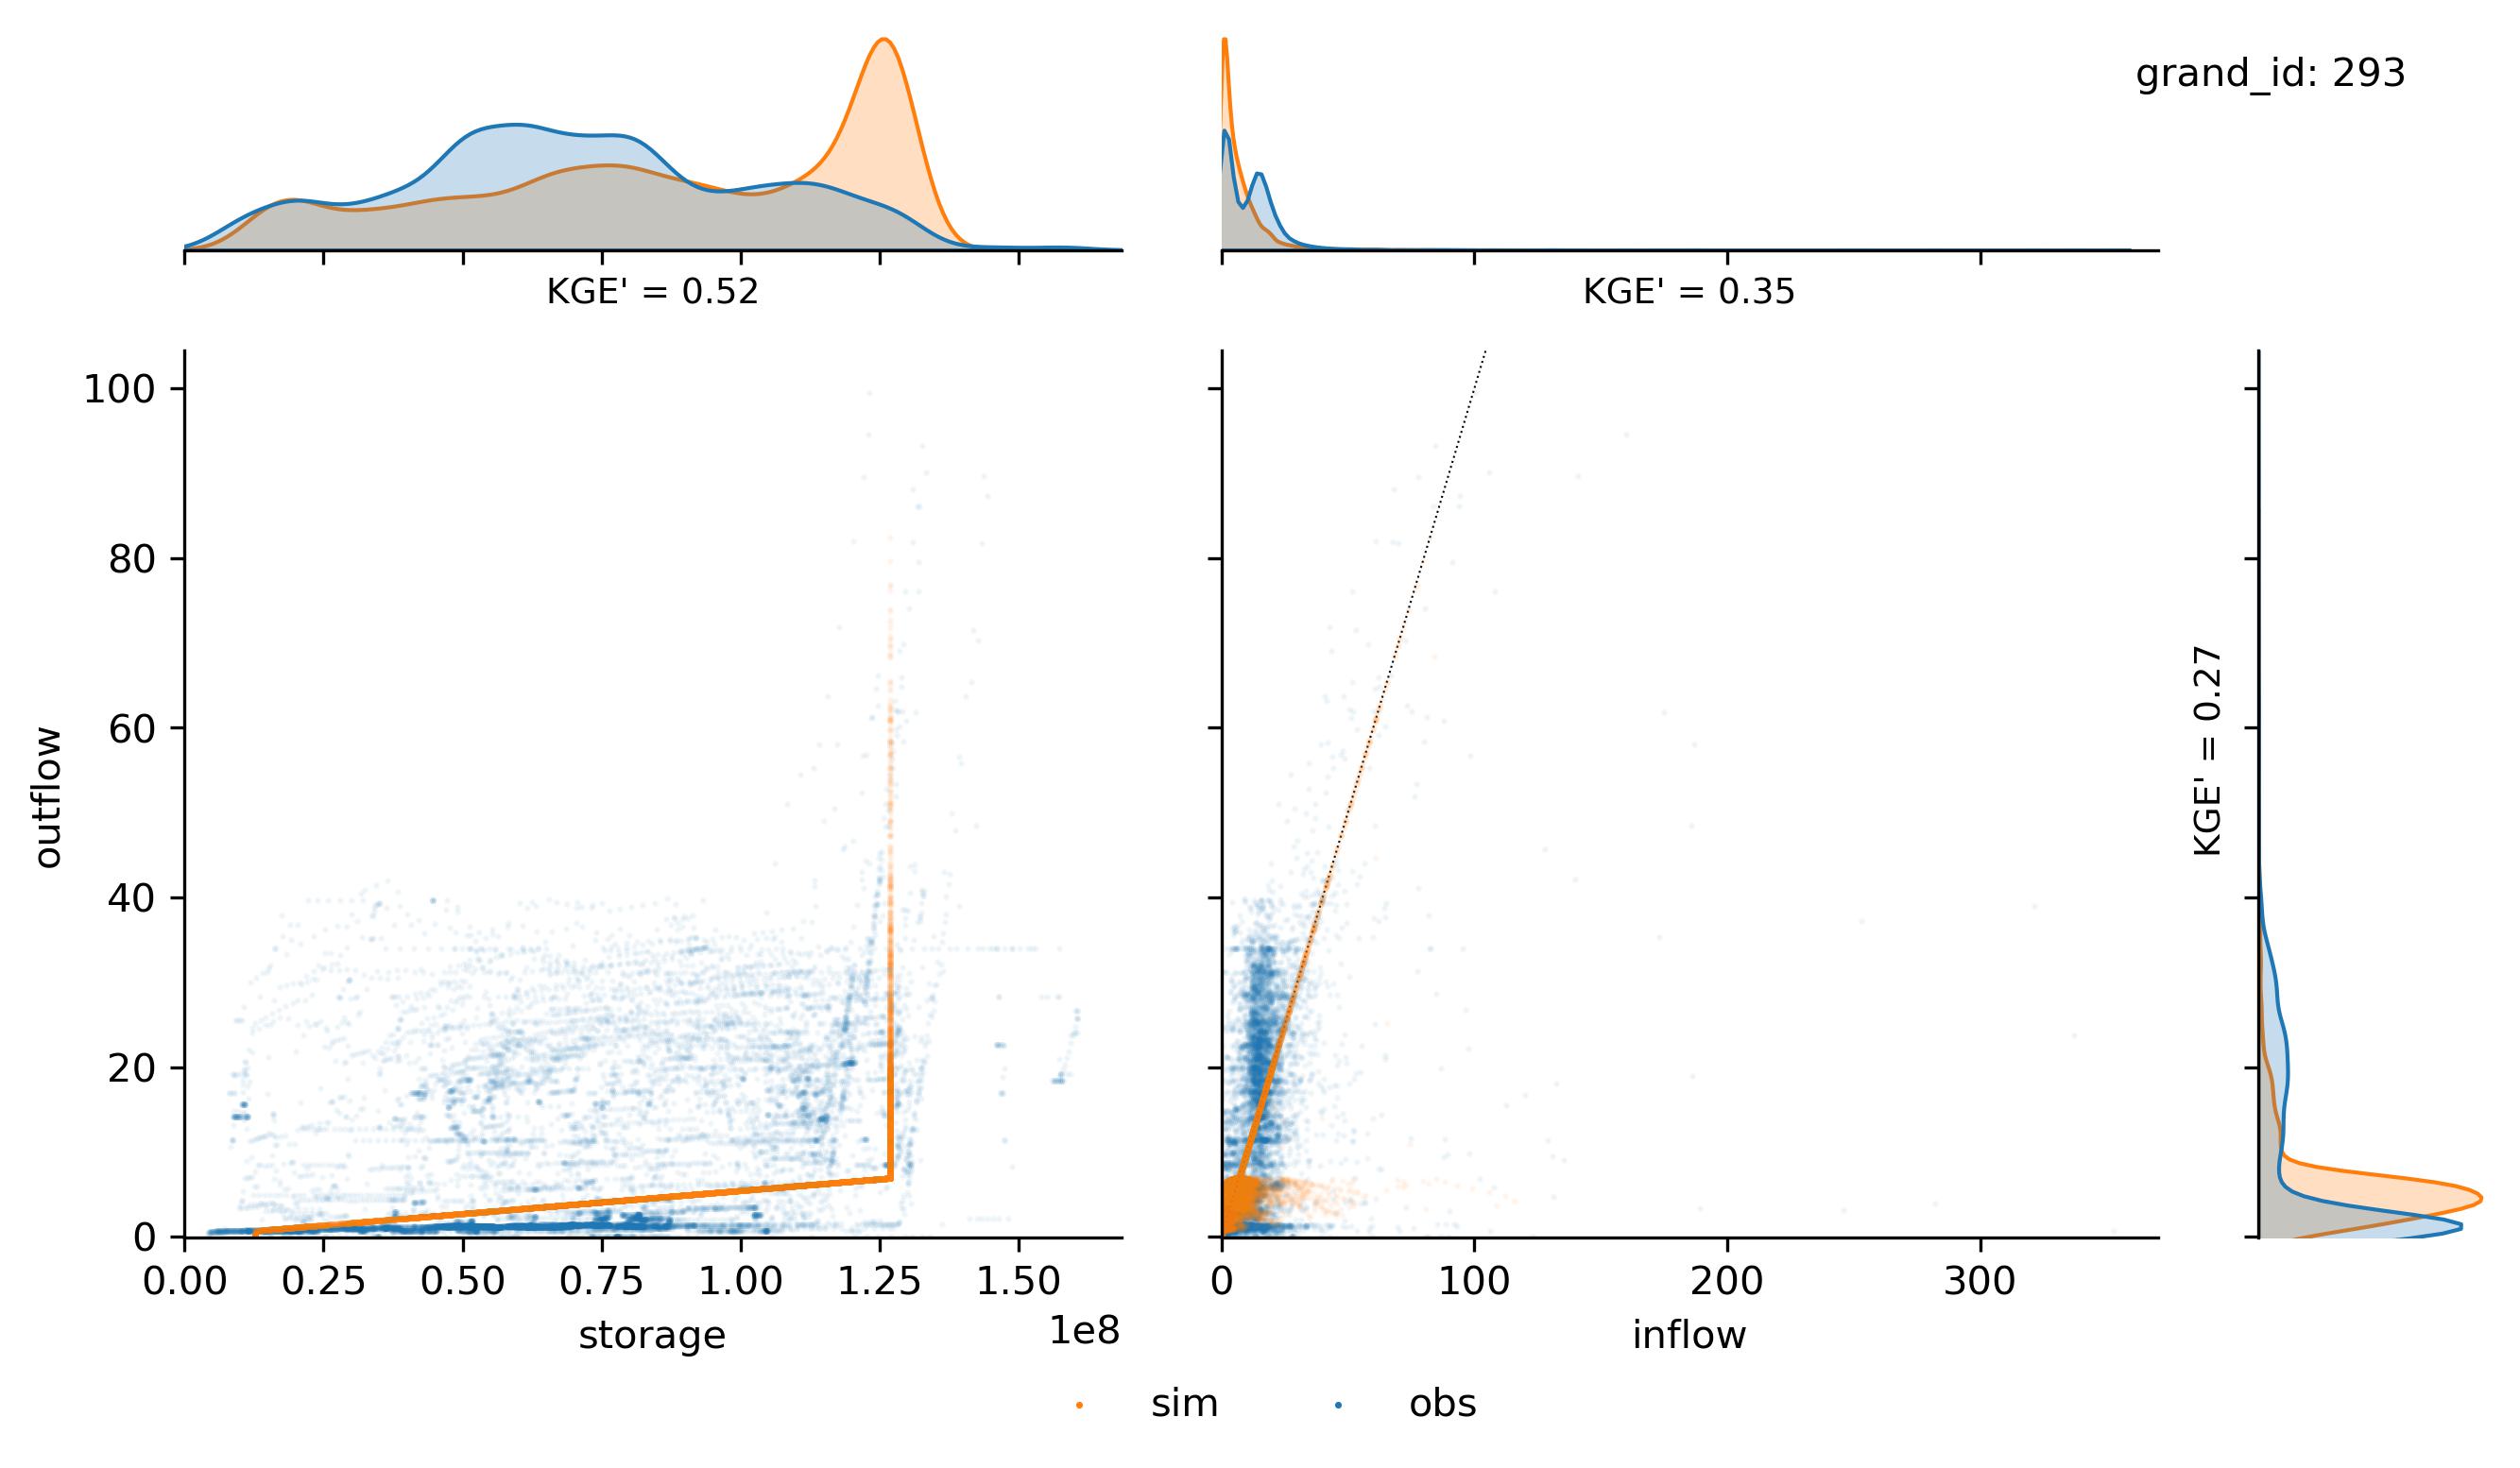 grand_id: 293
KGE' = 0.52
KGE' = 0.35
100
80
60
40
20
0
outflow
KGE' = 0.27
0.00 0.25 0.50 0.75 1.00 1.25 1.50
0 100 200 300
storage
1e8
inflow
sim
obs